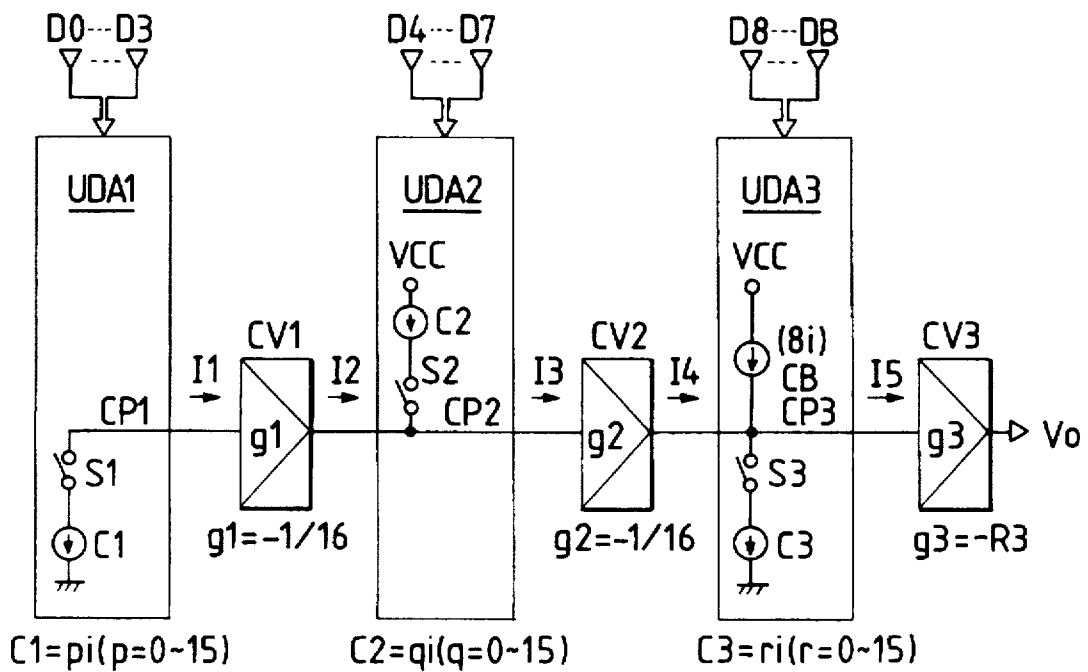 D0----D3 D4----D7 D8----DB
UDA1 UDA2 UDA3
VCC VCC
C2 (8i)
CV1 CV2 CB CV3
I1 I2 S2 I3 I4 I5
CP1 CP2 CP3
g1 g2 g3 Vo
S1 S3
C1 C3
g1=-1/16 g2=-1/16 g3=-R3
C1=pi(p=0~15) C2=qi(q=0~15) C3=ri(r=0~15)